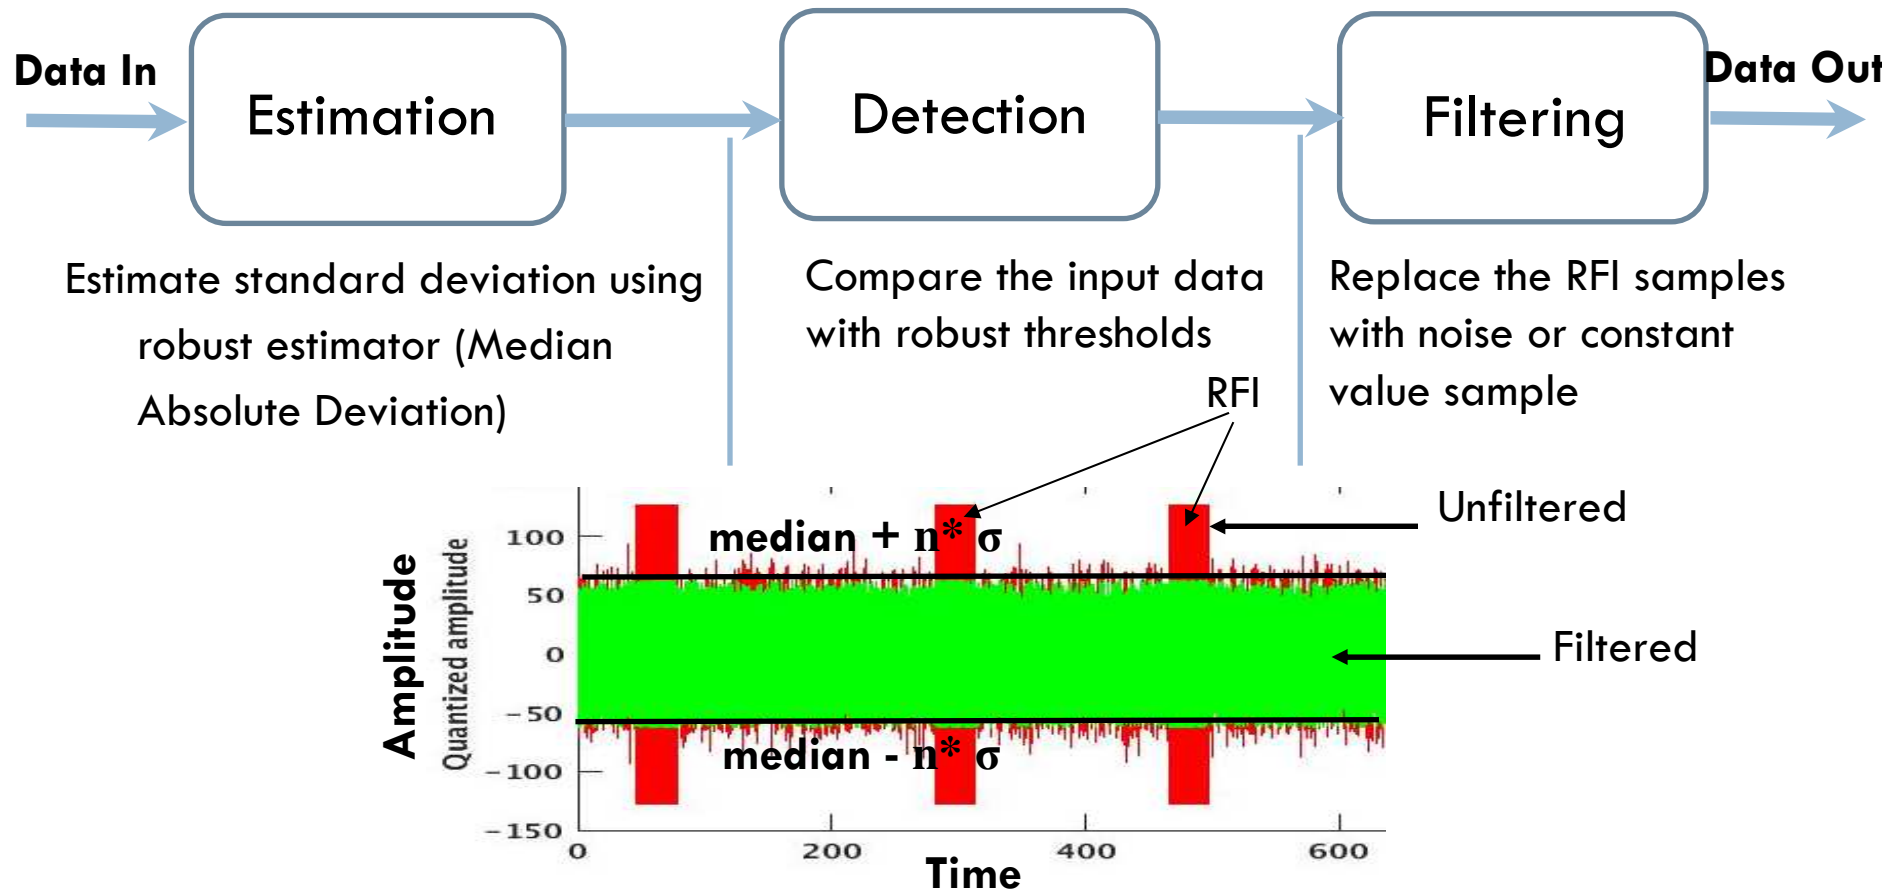 Data In
Estimation
Detection
Filtering
Data Out
Estimate standard deviation using
robust estimator (Median
Absolute Deviation)
Compare the input data
with robust thresholds
Replace the RFI samples
with noise or constant
value sample
RFI
Unfiltered
Filtered
median + n* σ
median - n* σ
Amplitude
Quantized amplitude
100
50
0
−50
−100
−150
0
200
400
600
Time